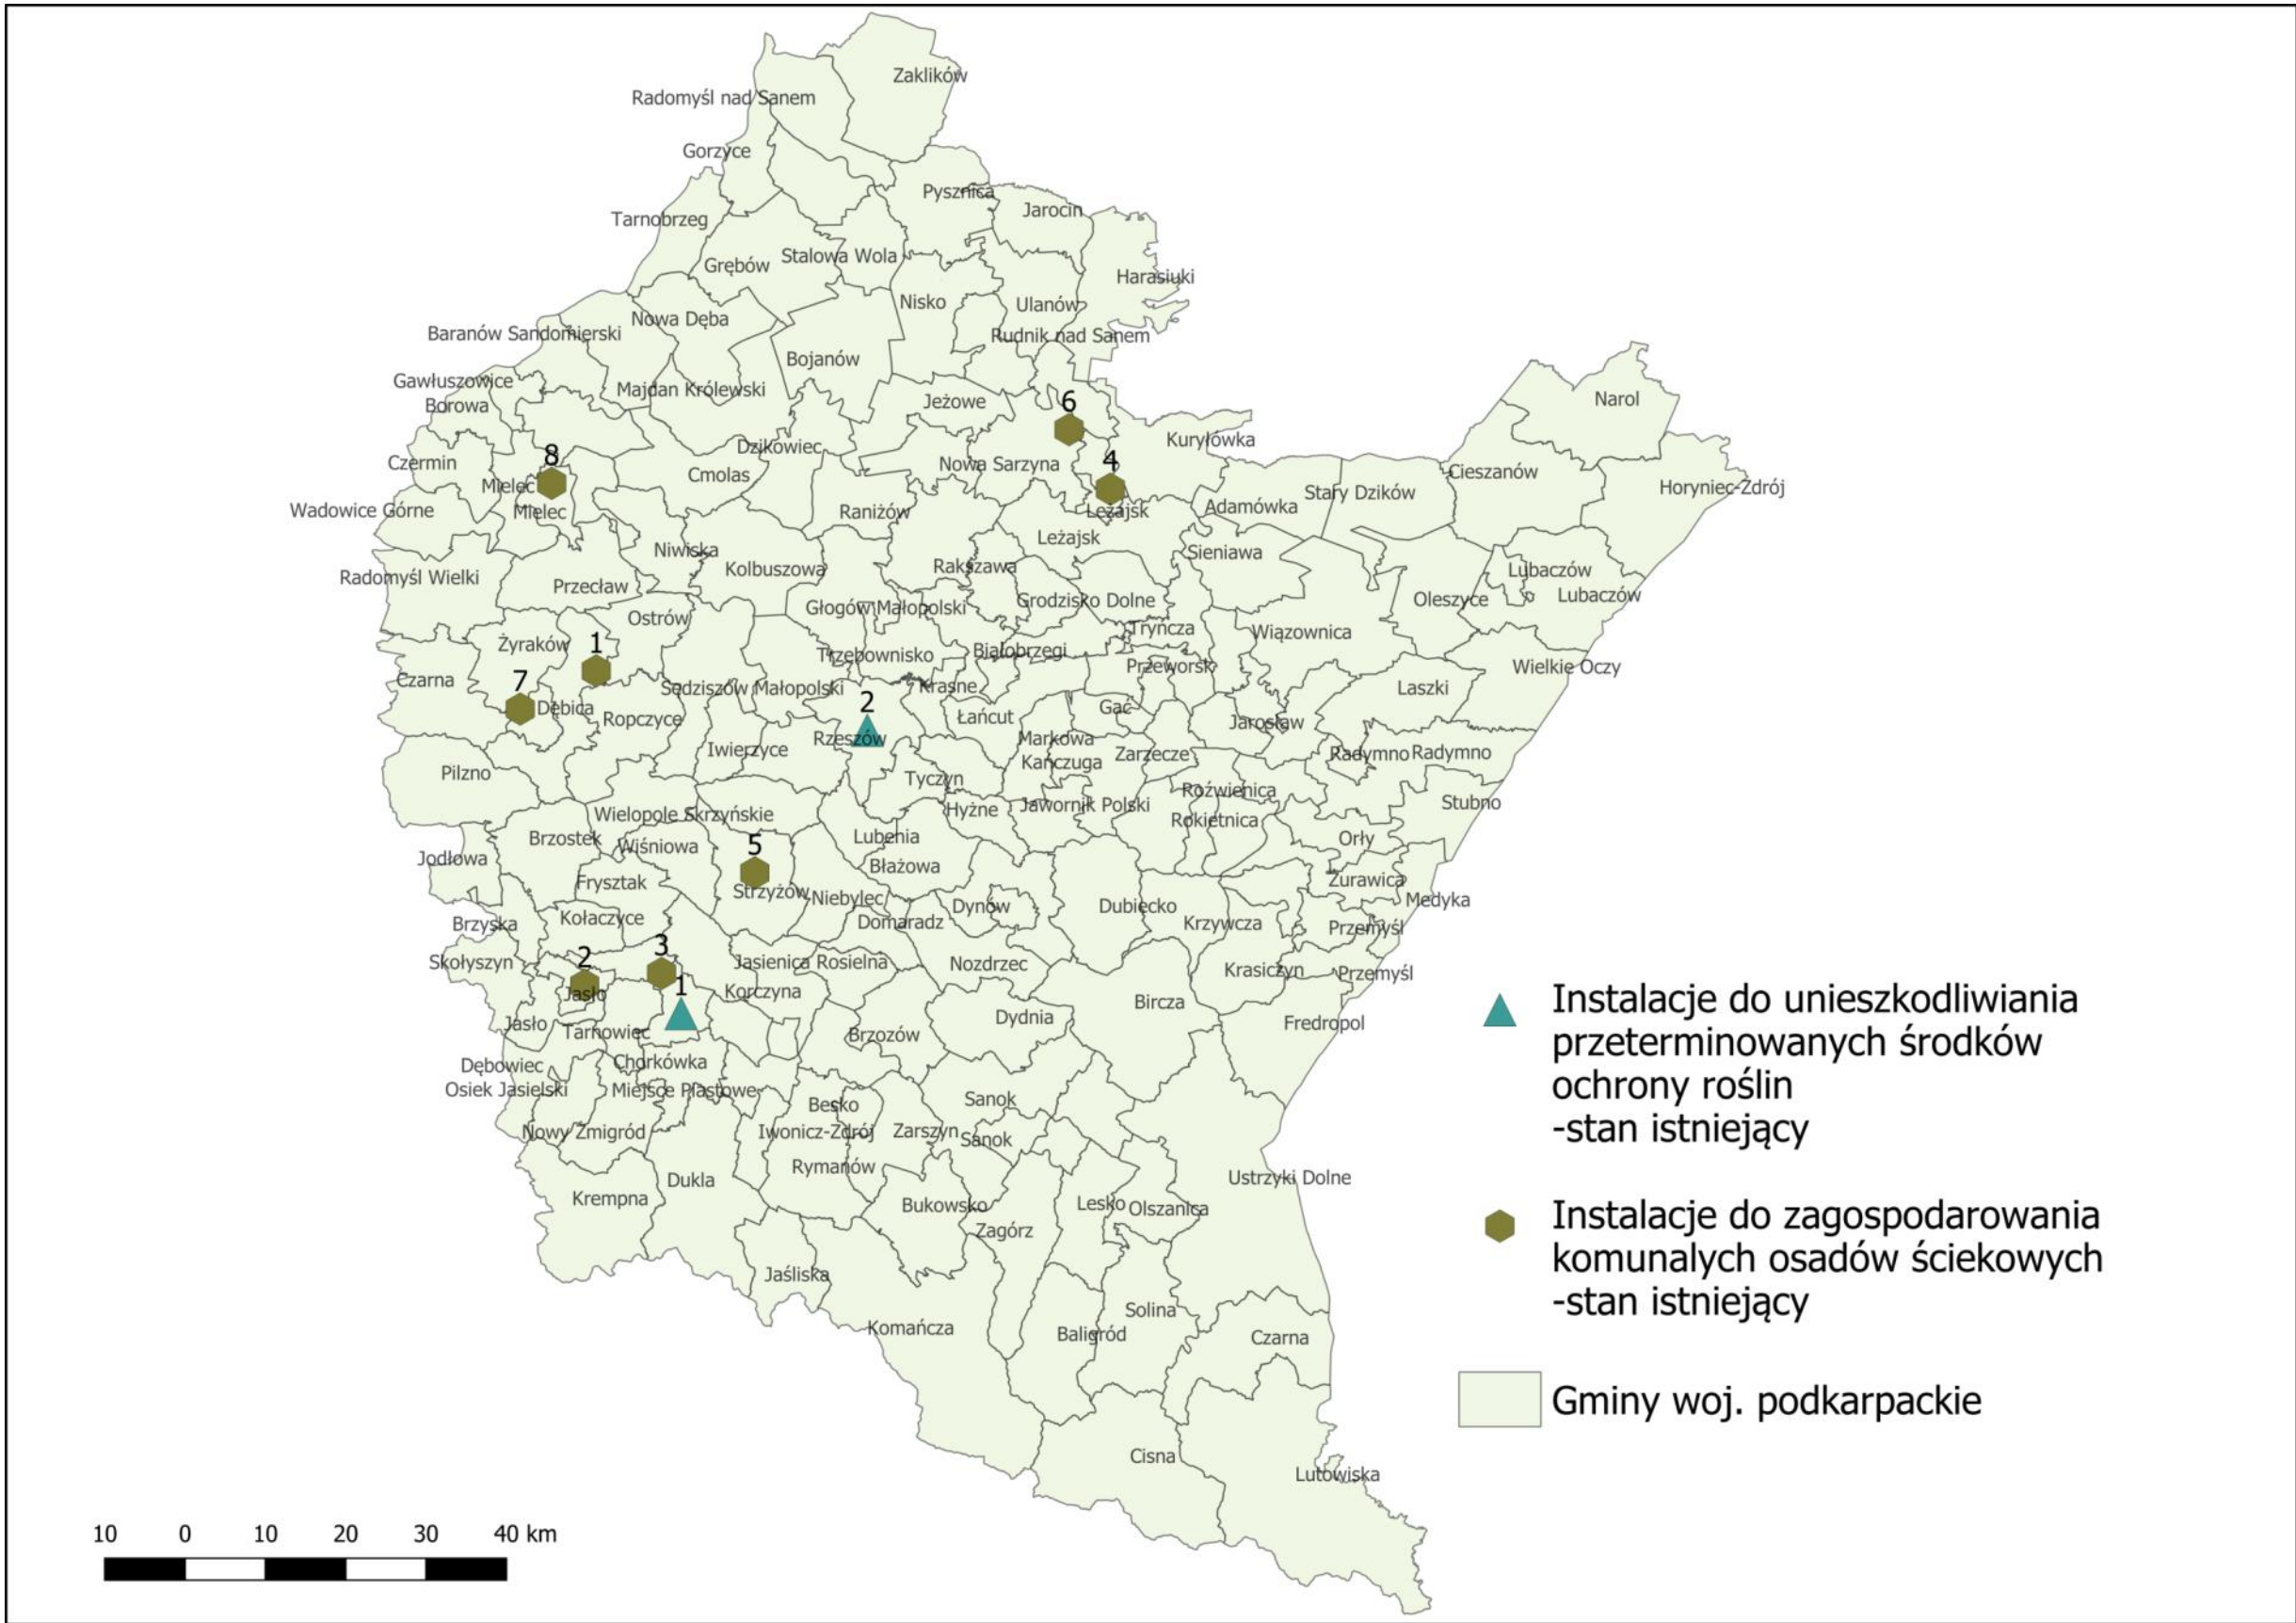 Zaklików
Radomyśl nad Sanem
Gorzyce
Pysznica
Jarocin
Tarnobrzeg
Stalowa Wola
Grębów
Harasiuki
Nisko
Ulanów
Nowa Dęba
Baranów Sandomierski
Rudnik nad Sanem
Bojanów
Gawłuszowice
Majdan Królewski
Narol
Borowa
Jeżowe
6
Kuryłówka
Dzikowiec
8
4
Czermin
Nowa Sarzyna
Cmolas
Cieszanów
Mielec
Horyniec-Zdrój
Stary Dzików
Wadowice Górne
Mielec
Raniżów
Leżajsk
Adamówka
Leżajsk
Niwiska
Sieniawa
Kolbuszowa
Rakszawa
Lubaczów
Radomyśl Wielki
Przecław
Lubaczów
Głogów Małopolski
Grodzisko Dolne
Oleszyce
Ostrów
Tryńcza
Wiązownica
Żyraków
1
Trzebownisko
Białobrzegi
Przeworsk
Wielkie Oczy
Czarna
7
Sędziszów Małopolski
Krasne
Laszki
2
Dębica
Ropczyce
Łańcut
Gać
Jarosław
Rzeszów
Markowa
Iwierzyce
Kańczuga
Zarzecze
Radymno
Radymno
Pilzno
Tyczyn
Roźwienica
Stubno
Wielopole Skrzyńskie
Hyżne
Jawornik Polski
Rokietnica
Brzostek
Wiśniowa
5
Lubenia
Orły
Jodłowa
Błażowa
Frysztak
Strzyżów
Niebylec
Żurawica
Medyka
Brzyska
Kołaczyce
Domaradz
Dynów
Dubiecko
Krzywcza
Przemyśl
Skołyszyn
2
3
Jasienica Rosielna
Nozdrzec
Krasiczyn
Przemyśl
Jasło
1
Korczyna
Bircza
Jasło
Tarnowiec
Brzozów
Dydnia
Fredropol
Dębowiec
Chorkówka
Osiek Jasielski
Miejsce Piastowe
Besko
Sanok
Nowy Żmigród
Iwonicz-Zdrój
Zarszyn
Sanok
Rymanów
Dukla
Ustrzyki Dolne
Krempna
Bukowsko
Lesko
Olszanica
Zagórz
Jaśliska
Solina
Komańcza
Baligród
Czarna
Cisna
Lutowiska
Instalacje do unieszkodliwiania
przeterminowanych środków
ochrony roślin
-stan istniejący
Instalacje do zagospodarowania
komunalych osadów ściekowych
-stan istniejący
Gminy woj. podkarpackie
10 0 10 20 30 40 km